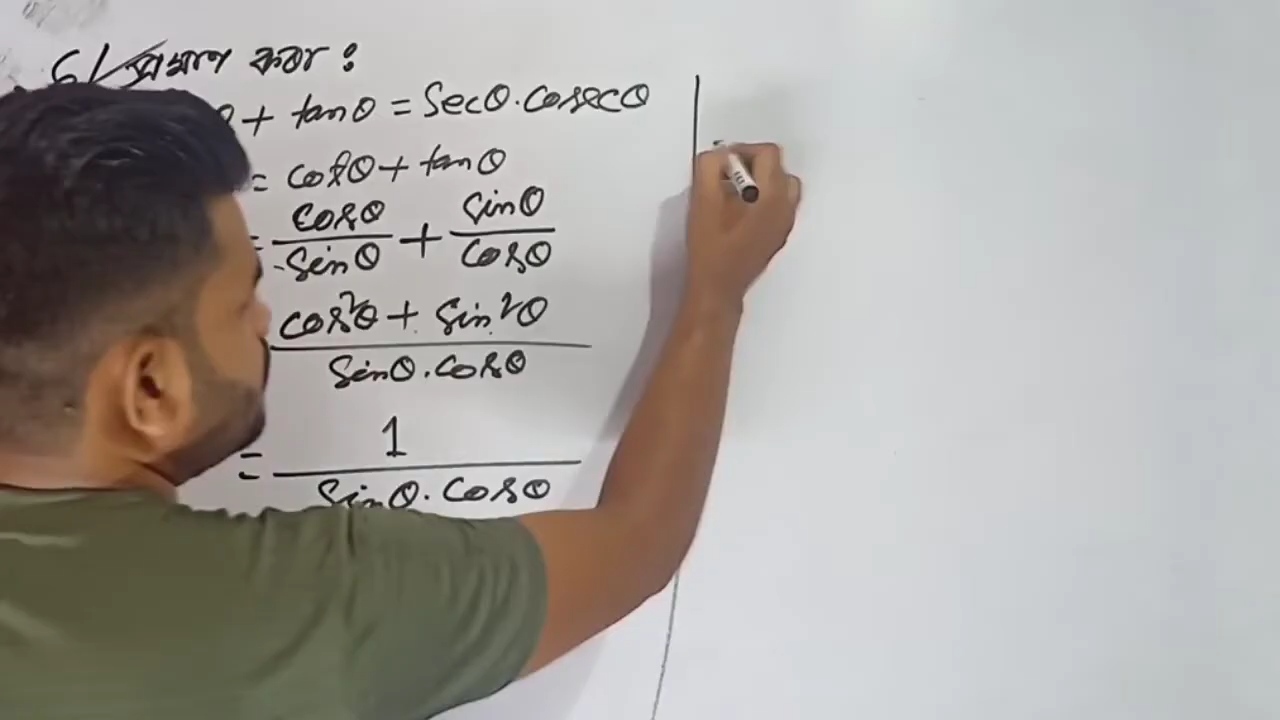 6/ প্রমাণ কর :
θ + tanθ = Secθ.Cosecθ
= cotθ + tanθ
= cosθ/sinθ + sinθ/cosθ
cos²θ + sin²θ / sinθ.cosθ
= 1 / sinθ.cosθ